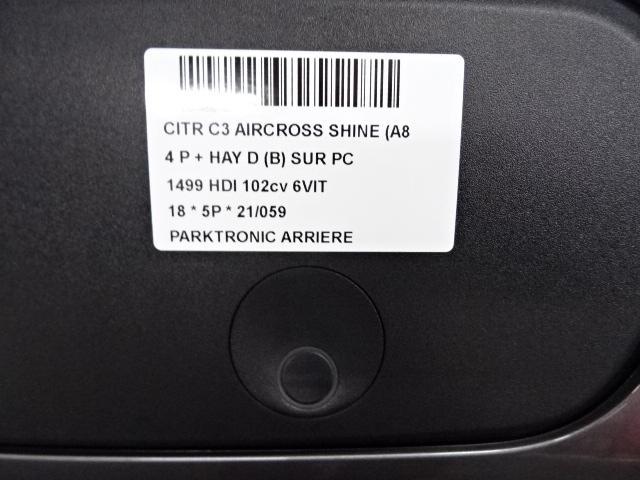 CITR C3 AIRCROSS SHINE (A8
4 P + HAY D (B) SUR PC
1499 HDI 102cv 6VIT
18 * 5P * 21/059
PARKTRONIC ARRIERE